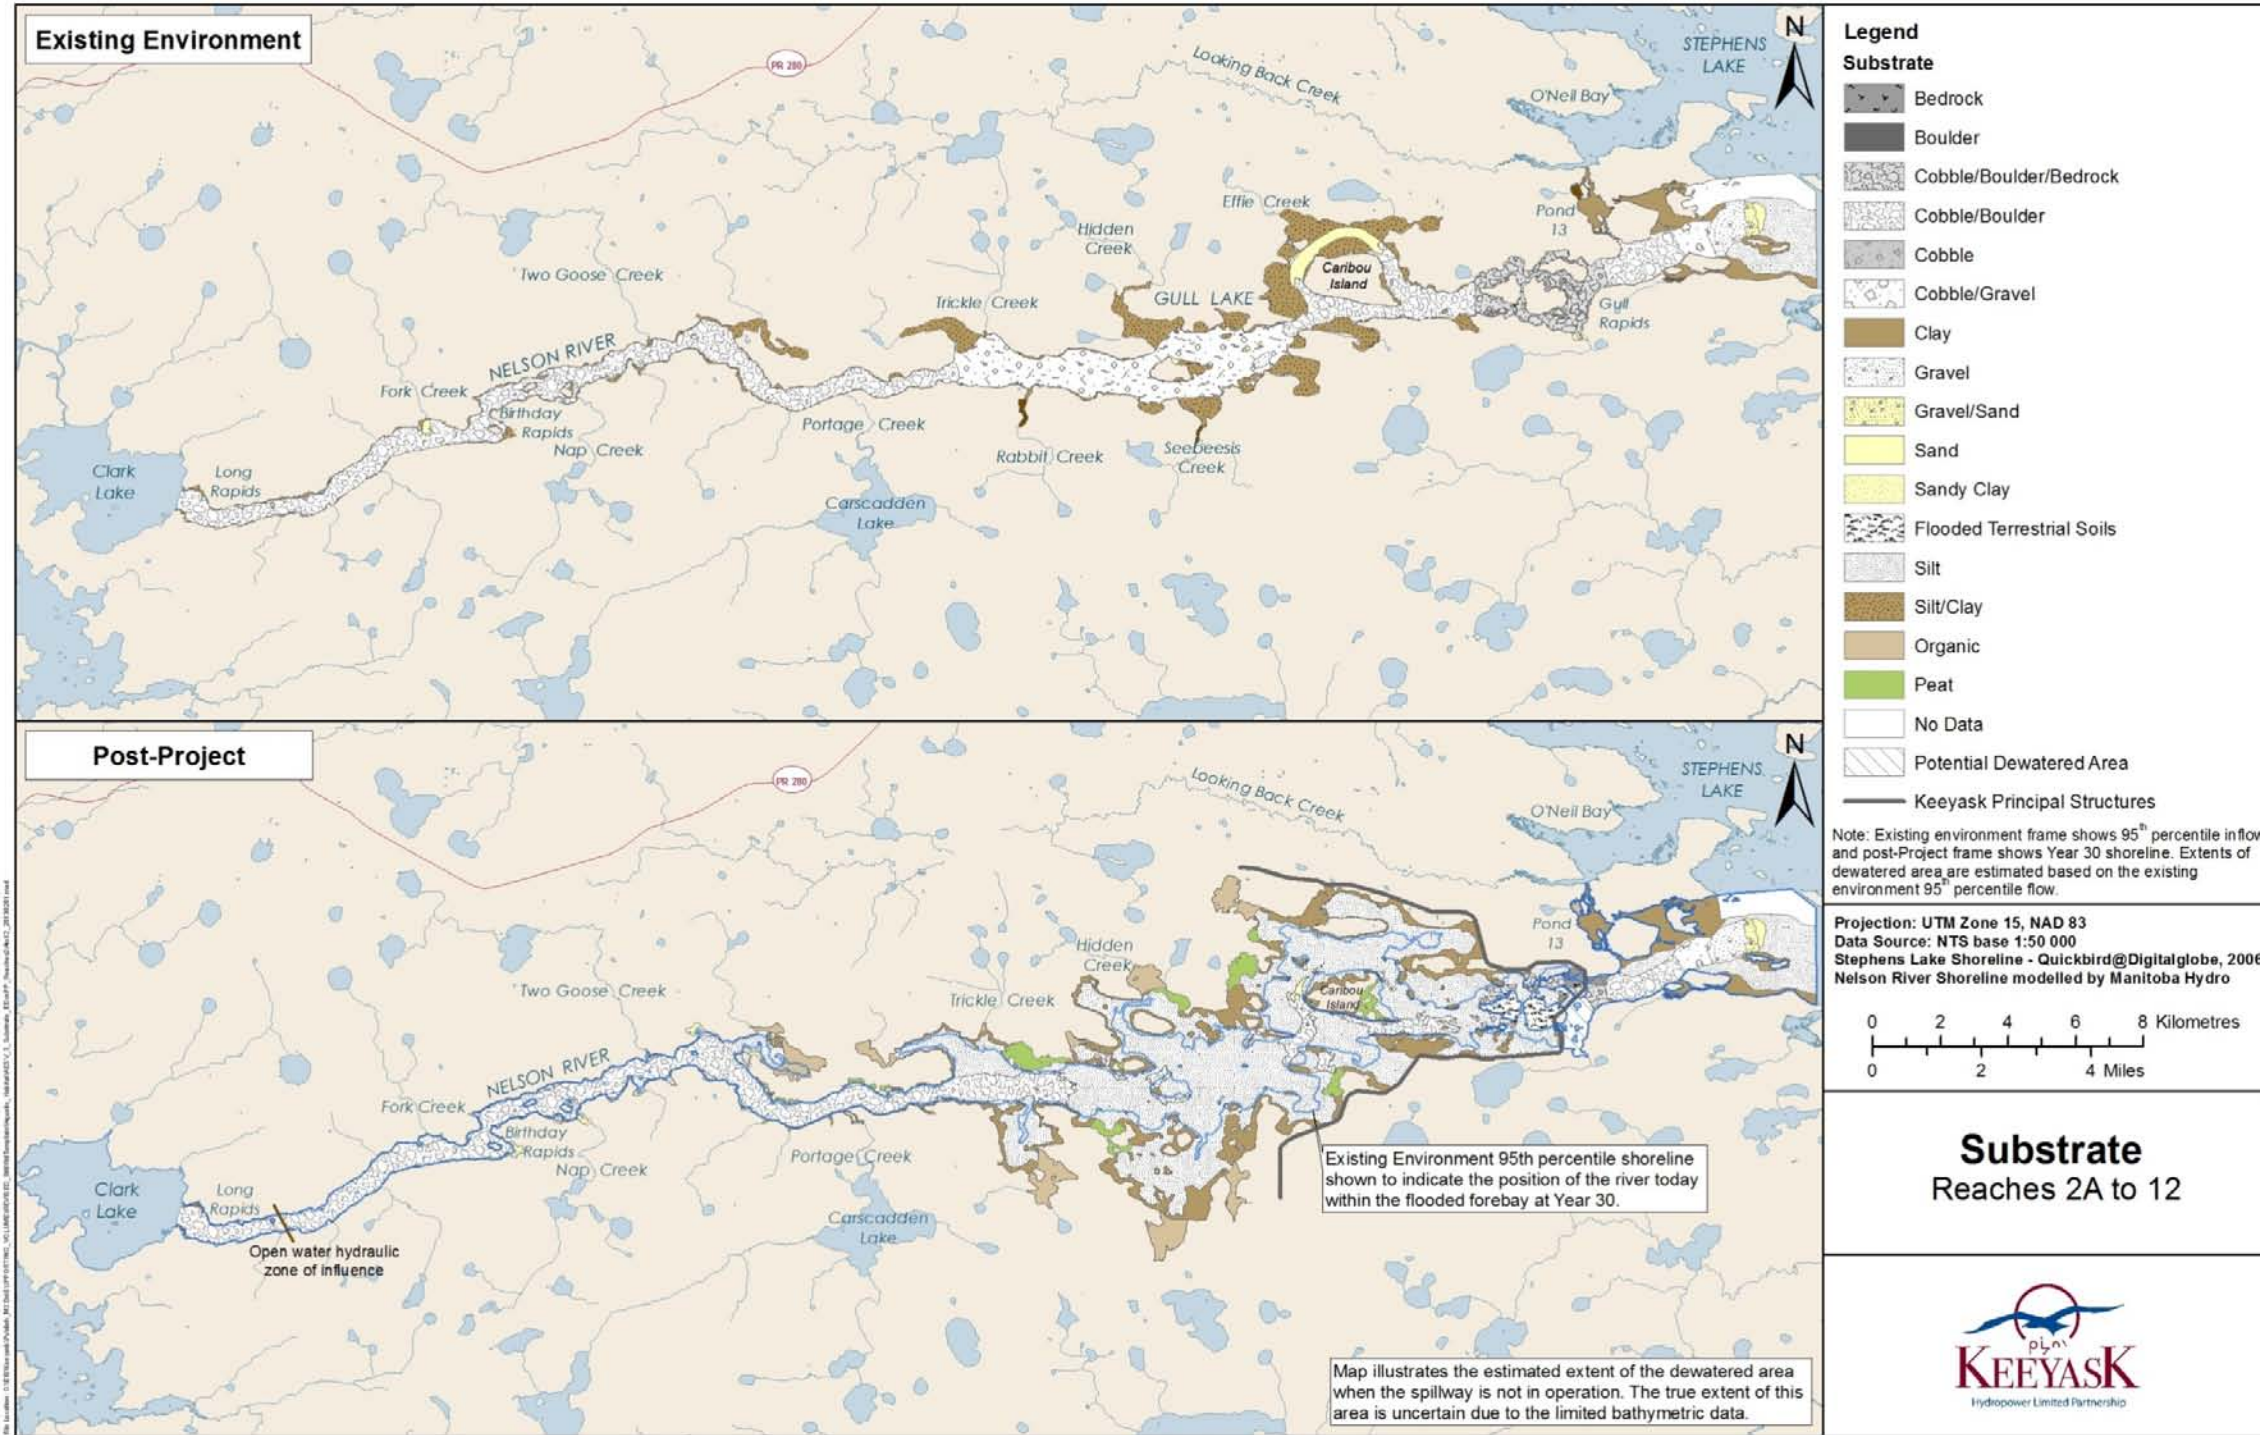 Existing Environment
N
STEPHENS
LAKE
PR 280
Looking Back Creek
O'Neil Bay
Effie Creek
Pond
13
Hidden
Creek
Two Goose Creek
Caribou
Island
Trickle Creek
GULL LAKE
Gull
Rapids
NELSON RIVER
Fork Creek
Birthday
Rapids
Nap Creek
Portage Creek
Rabbit Creek
Seebeesis
Creek
Clark
Lake
Long
Rapids
Carscadden
Lake
Post-Project
N
STEPHENS
LAKE
PR 280
Looking Back Creek
O'Neil Bay
Pond
13
Hidden
Creek
Two Goose Creek
Trickle Creek
Caribou
Island
NELSON RIVER
Fork Creek
Birthday
Rapids
Nap Creek
Portage Creek
Clark
Lake
Long
Rapids
Carscadden
Lake
Open water hydraulic
zone of influence
Existing Environment 95th percentile shoreline
shown to indicate the position of the river today
within the flooded forebay at Year 30.
Map illustrates the estimated extent of the dewatered area
when the spillway is not in operation. The true extent of this
area is uncertain due to the limited bathymetric data.
Legend
Substrate
Bedrock
Boulder
Cobble/Boulder/Bedrock
Cobble/Boulder
Cobble
Cobble/Gravel
Clay
Gravel
Gravel/Sand
Sand
Sandy Clay
Flooded Terrestrial Soils
Silt
Silt/Clay
Organic
Peat
No Data
Potential Dewatered Area
Keeyask Principal Structures
Note: Existing environment frame shows 95th percentile inflow
and post-Project frame shows Year 30 shoreline. Extents of
dewatered area are estimated based on the existing
environment 95th percentile flow.
Projection: UTM Zone 15, NAD 83
Data Source: NTS base 1:50 000
Stephens Lake Shoreline - Quickbird@Digitalglobe, 2006
Nelson River Shoreline modelled by Manitoba Hydro
0 2 4 6 8 Kilometres
0 2 4 Miles
Substrate
Reaches 2A to 12
KEEYASK
Hydropower Limited Partnership